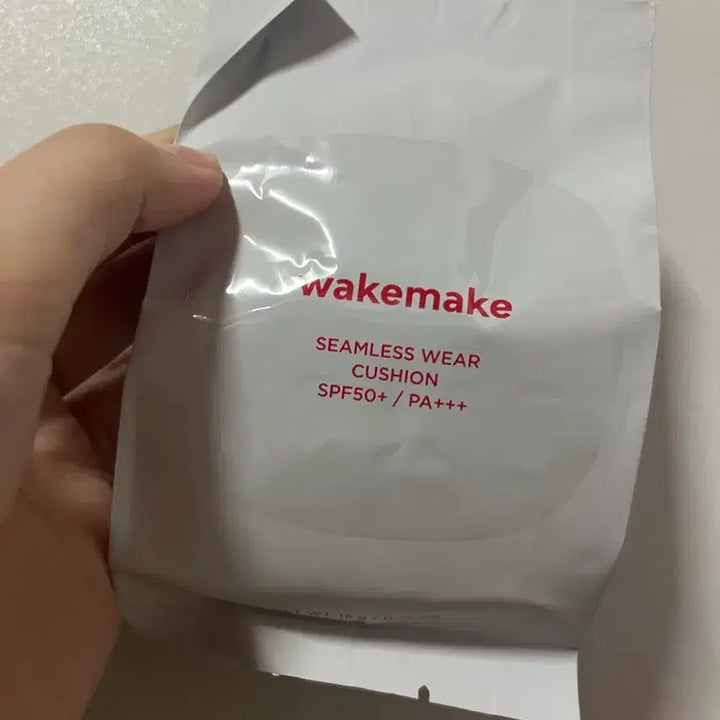 wakemake
SEAMLESS WEAR
CUSHION
SPF50+ / PA+++